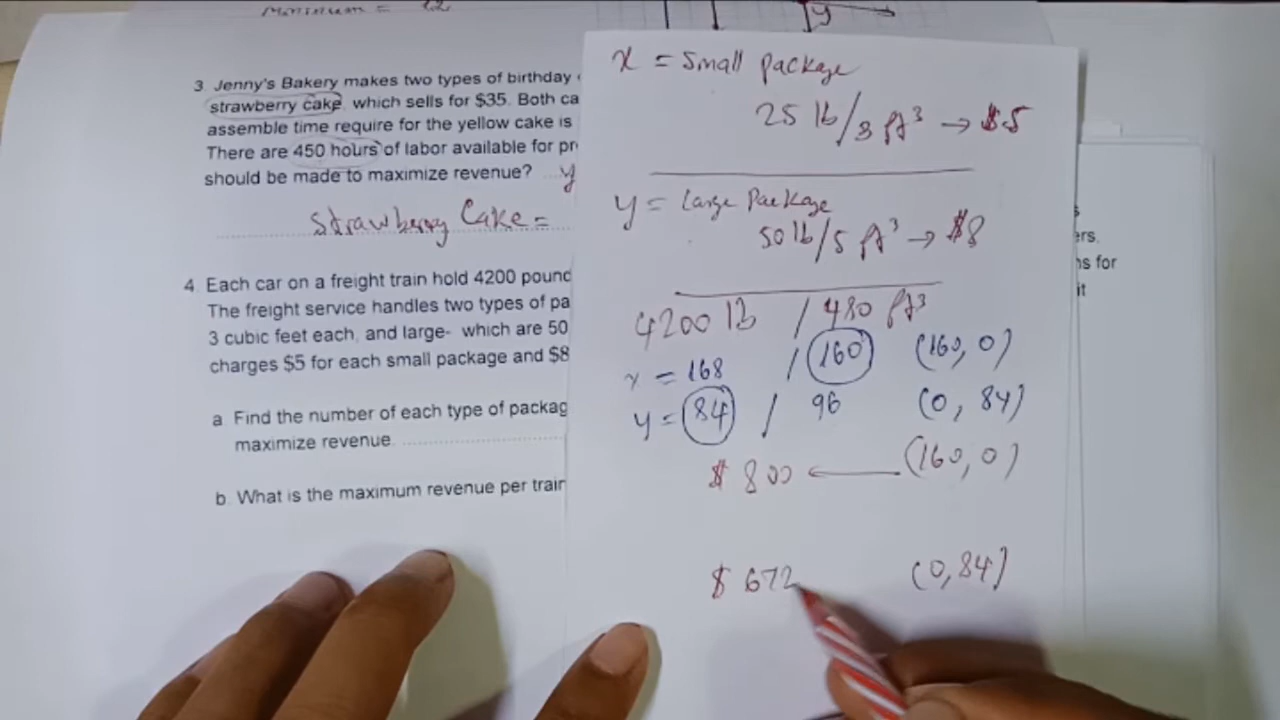 Minimum = 12
y
3. Jenny's Bakery makes two types of birthday
strawberry cake, which sells for $35. Both ca
assemble time require for the yellow cake is
There are 450 hours of labor available for pr
should be made to maximize revenue? y
Strawberry Cake =
4. Each car on a freight train hold 4200 pound
The freight service handles two types of pa
3 cubic feet each, and large- which are 50
charges $5 for each small package and $8
a. Find the number of each type of packag
maximize revenue.
b. What is the maximum revenue per train
x = Small package
25 lb/3 ft³ → $5
y = Large Package
50 lb/5 ft³ → $8
4200 lb / 480 ft³
x = 168 / 160 (160, 0)
y = 84 / 96 (0, 84)
$ 800 ← (160, 0)
$ 672 (0, 84)
ers.
ns for
it